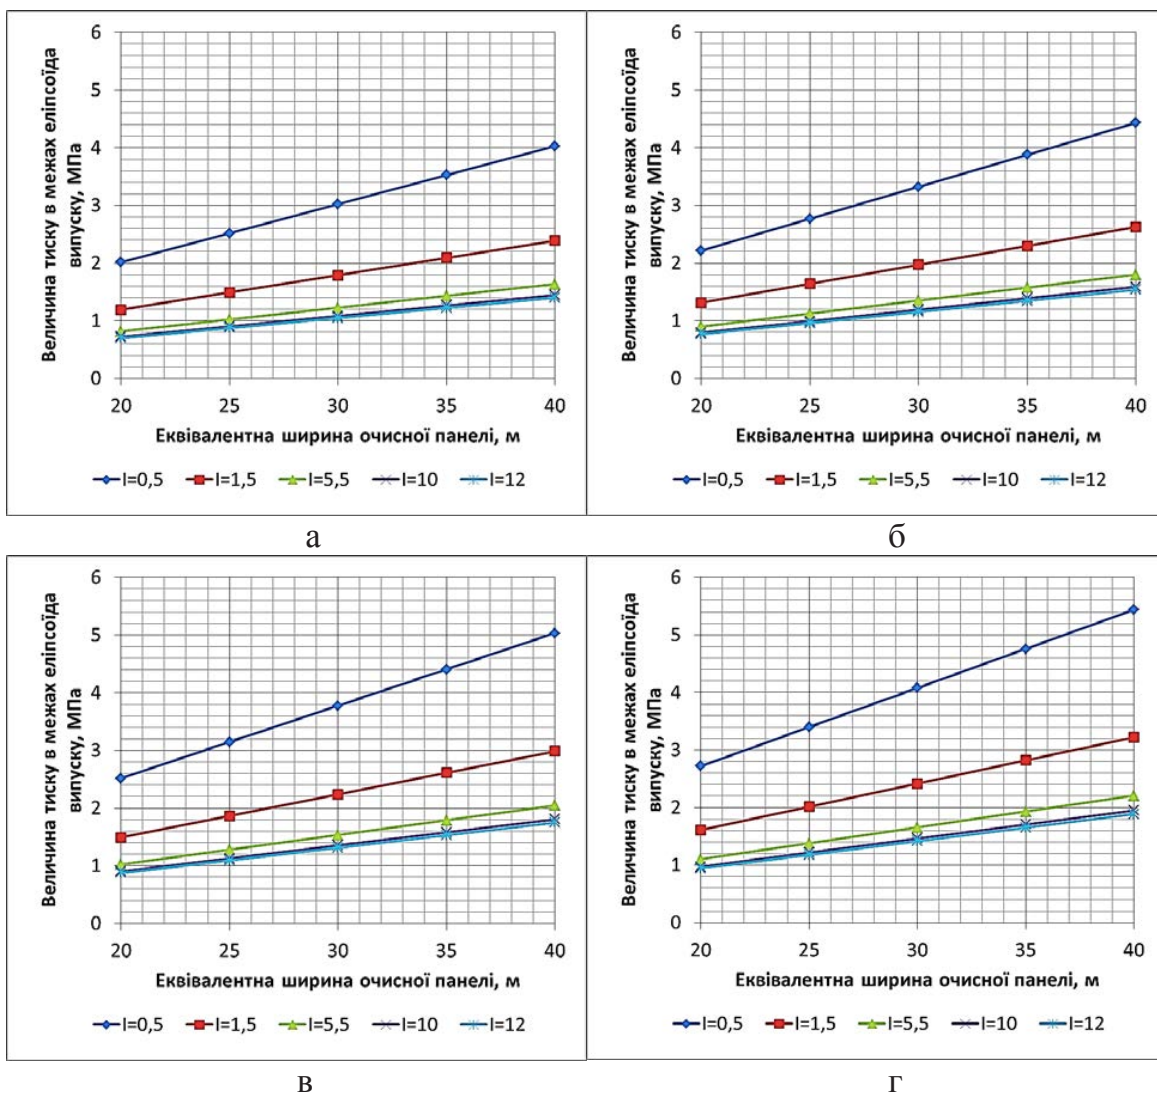 Величина тиску в межах еліпсоїда
випуску, МПа
6
5
4
3
2
1
0
20 25 30 35 40
Еквівалентна ширина очисної панелі, м
I=0,5 I=1,5 I=5,5 I=10 I=12
а
Величина тиску в межах еліпсоїда
випуску, МПа
6
5
4
3
2
1
0
20 25 30 35 40
Еквівалентна ширина очисної панелі, м
I=0,5 I=1,5 I=5,5 I=10 I=12
б
Величина тиску в межах еліпсоїда
випуску, МПа
6
5
4
3
2
1
0
20 25 30 35 40
Еквівалентна ширина очисної панелі, м
I=0,5 I=1,5 I=5,5 I=10 I=12
в
Величина тиску в межах еліпсоїда
випуску, МПа
6
5
4
3
2
1
0
20 25 30 35 40
Еквівалентна ширина очисної панелі, м
I=0,5 I=1,5 I=5,5 I=10 I=12
г